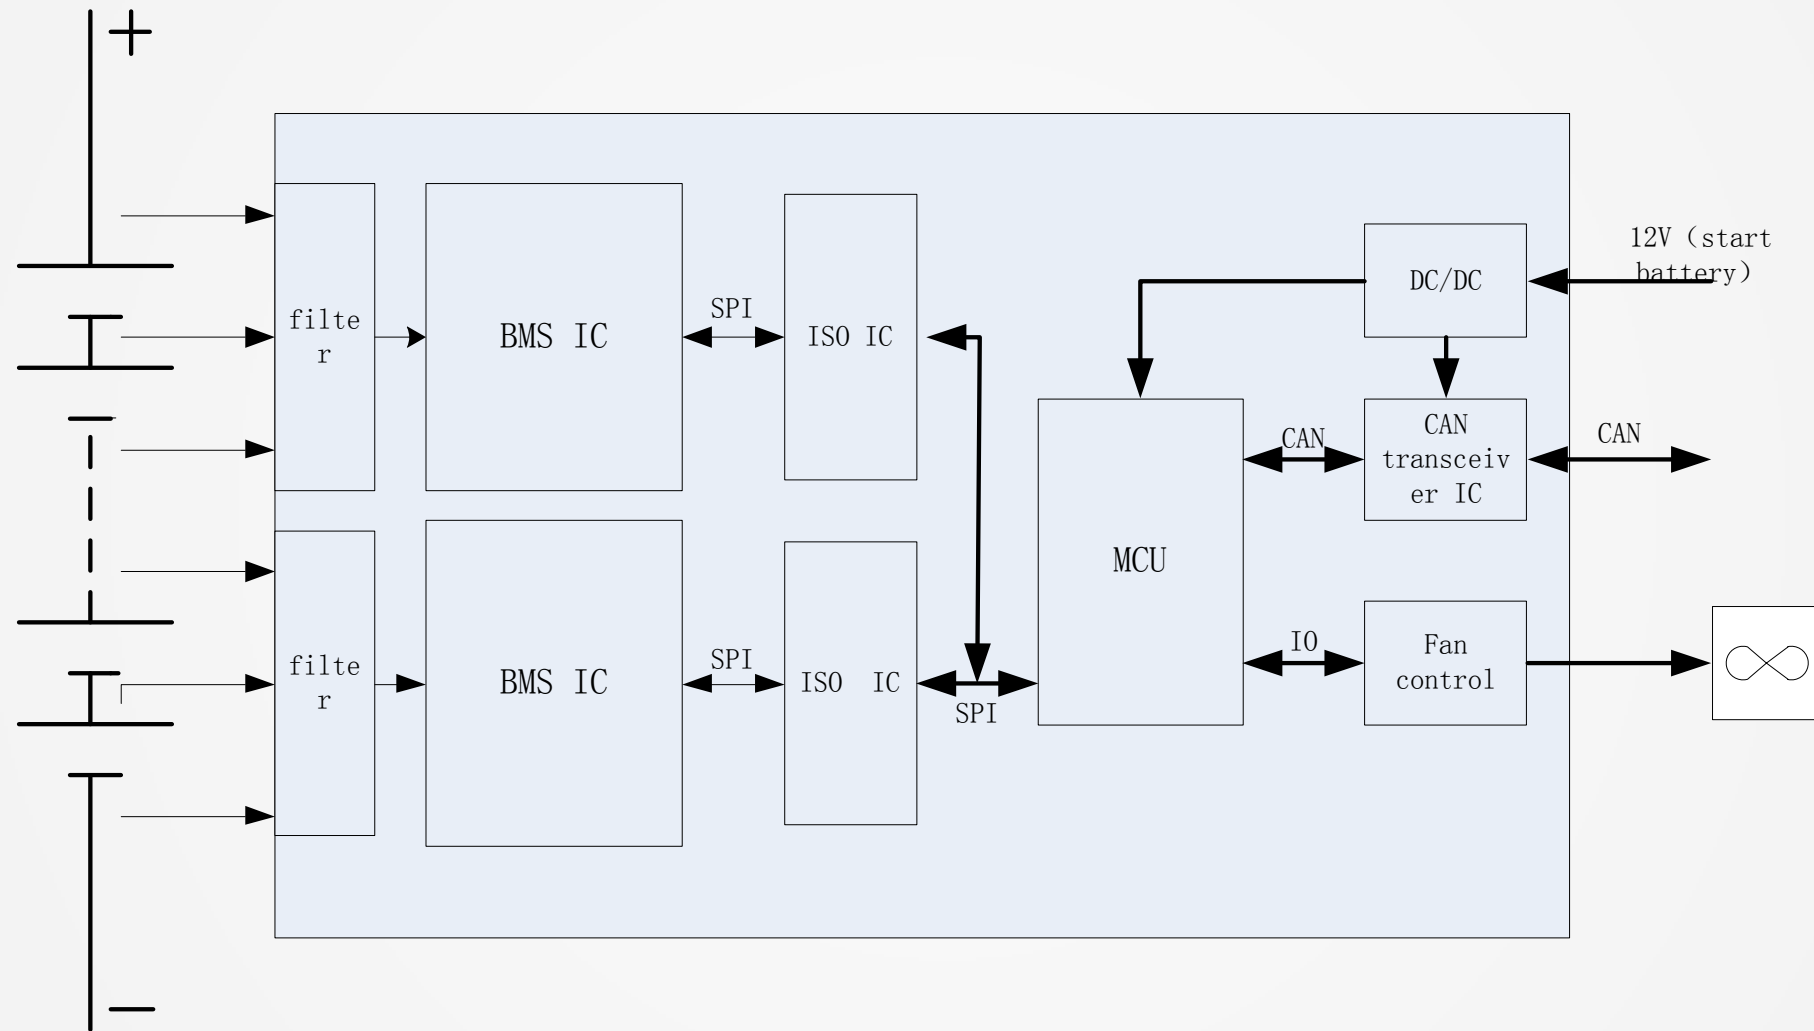 +
12V（start
battery）
filte
r
BMS IC
SPI
ISO IC
DC/DC
CAN
CAN
transceiv
er IC
CAN
MCU
filte
r
BMS IC
SPI
ISO IC
SPI
IO
Fan
control
—